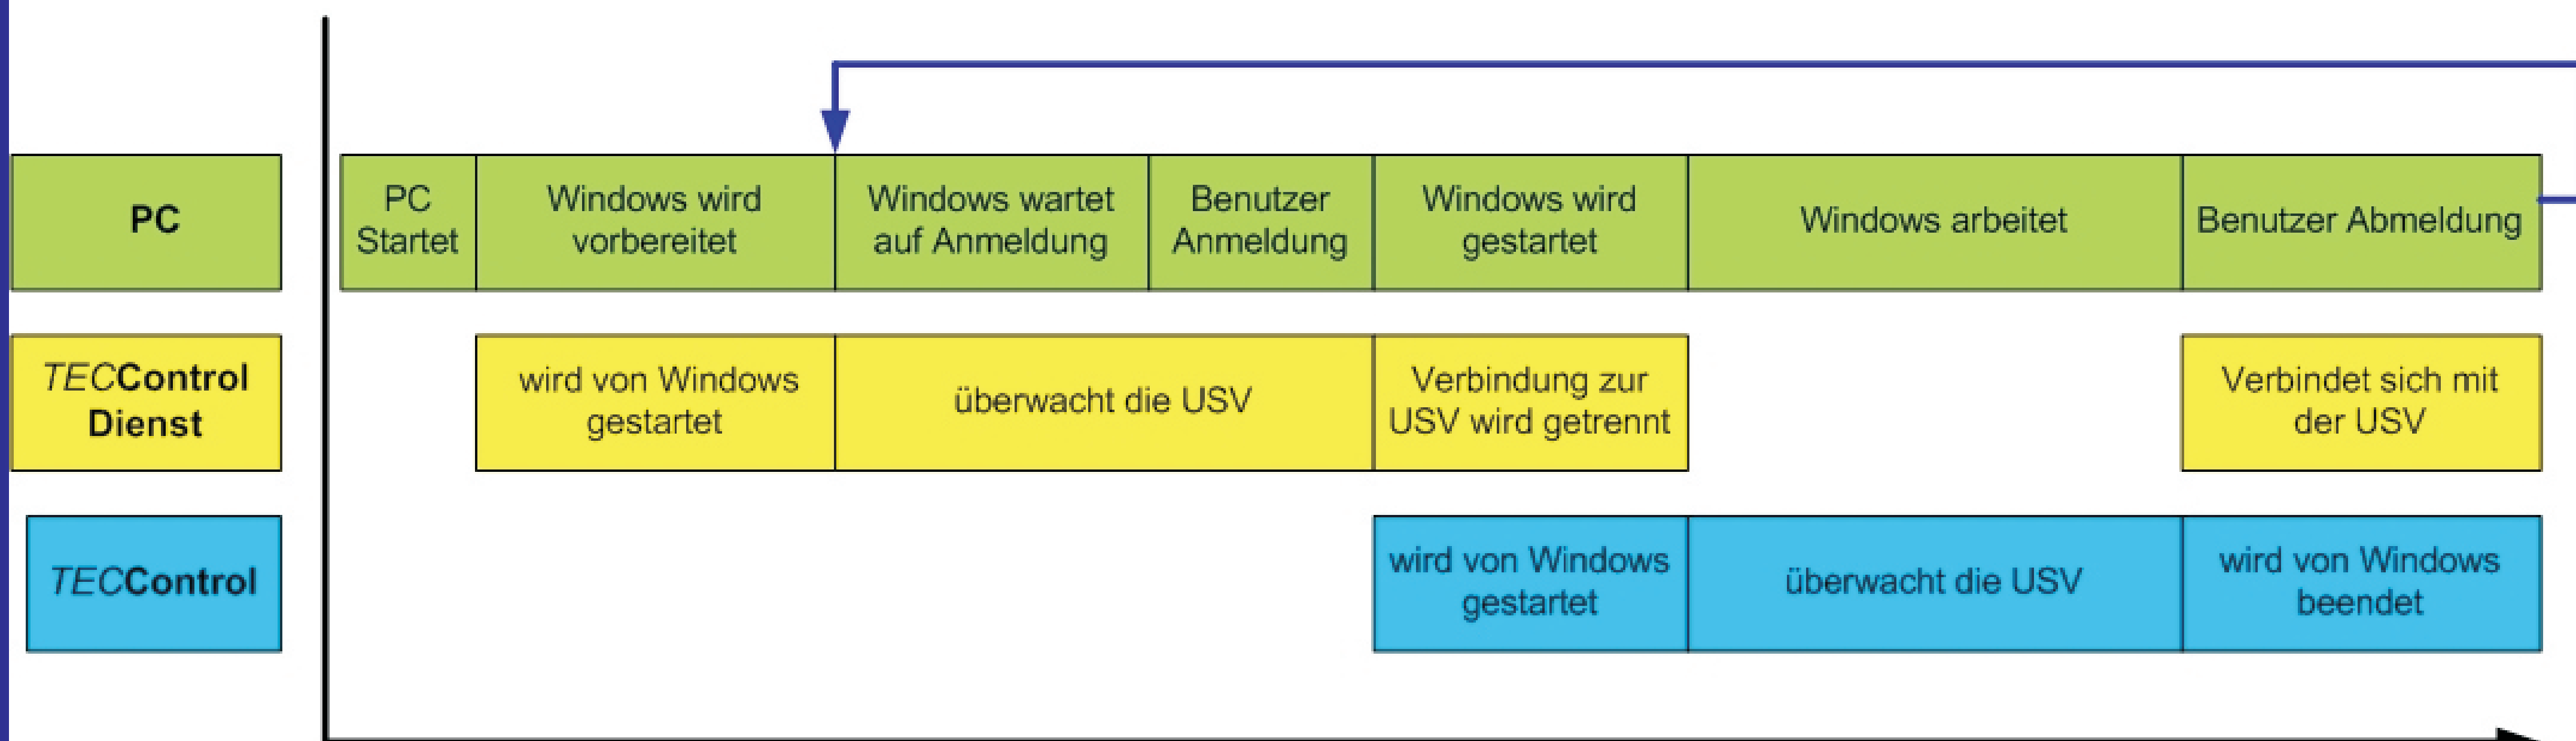 PC
PC
Startet
Windows wird
vorbereitet
Windows wartet
auf Anmeldung
Benutzer
Anmeldung
Windows wird
gestartet
Windows arbeitet
Benutzer Abmeldung
TECControl
Dienst
wird von Windows
gestartet
überwacht die USV
Verbindung zur
USV wird getrennt
Verbindet sich mit
der USV
TECControl
wird von Windows
gestartet
überwacht die USV
wird von Windows
beendet